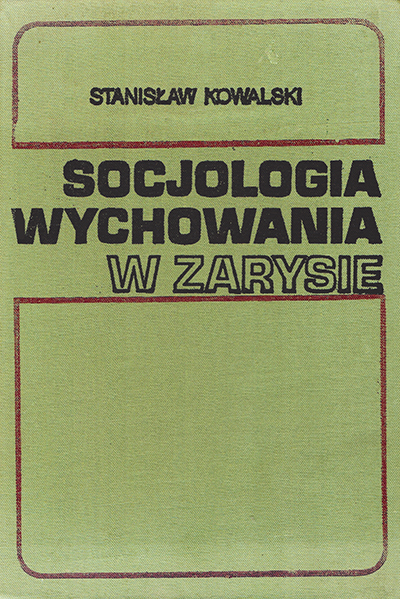 STANISŁAW KOWALSKI
SOCJOLOGIA
WYCHOWANIA
W ZARYSIE